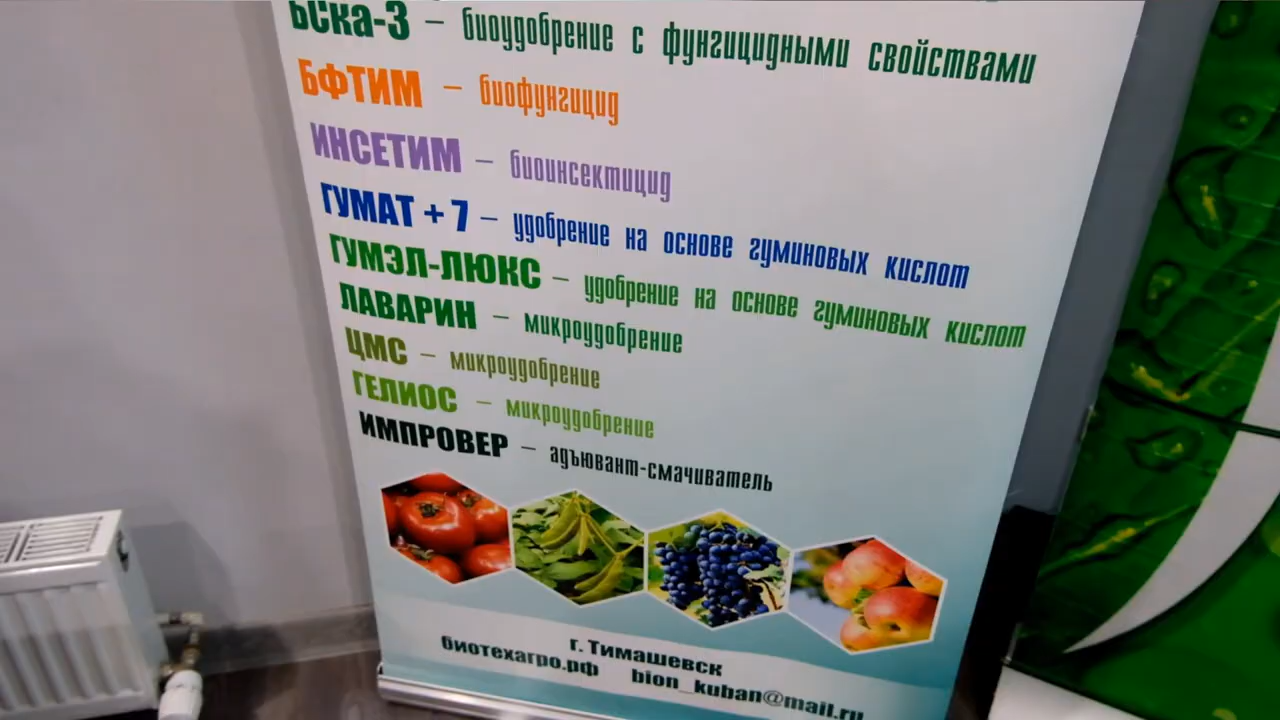 БСка-3 – биоудобрение с фунгицидными свойствами
БФТИМ – биофунгицид
ИНСЕТИМ – биоинсектицид
ГУМАТ + 7 – удобрение на основе гуминовых кислот
ГУМЭЛ-ЛЮКС – удобрение на основе гуминовых кислот
ЛАВАРИН – микроудобрение
ЦМС – микроудобрение
ГЕЛИОС – микроудобрение
ИМПРОВЕР – адъювант-смачиватель
г. Тимашевск
биотехагро.рф bion_kuban@mail.ru